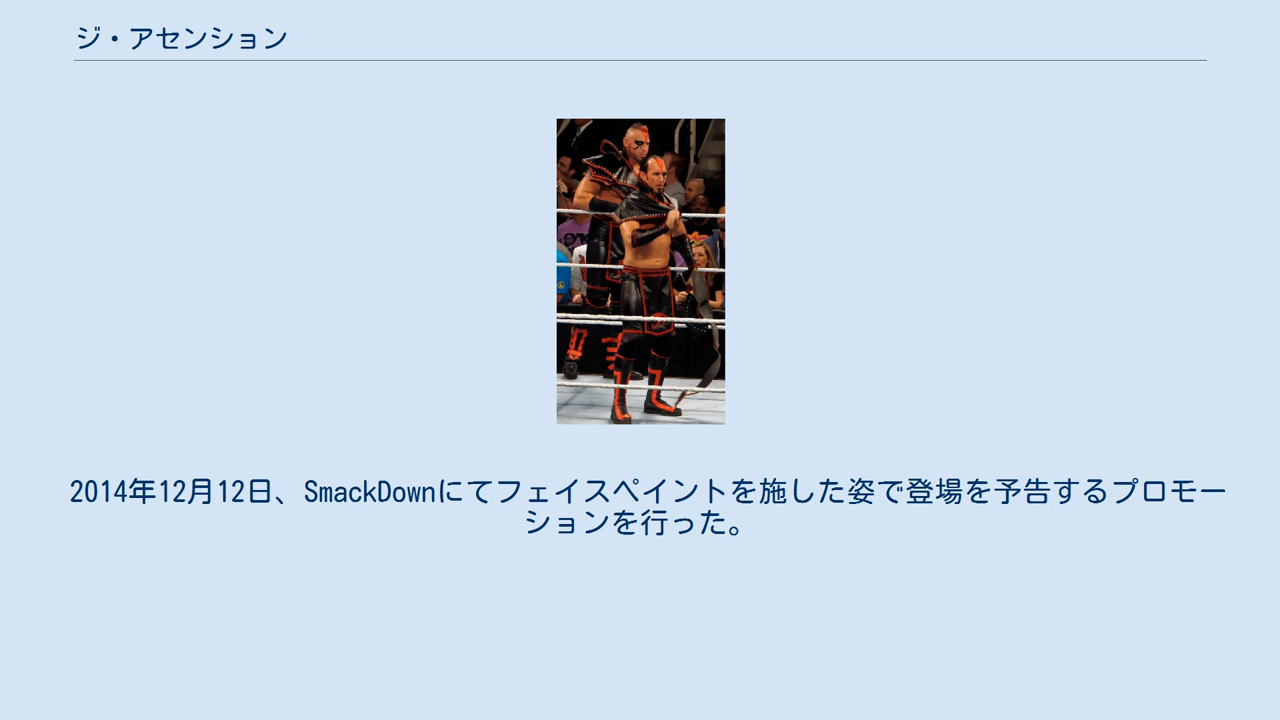 ジ・アセンション
2014年12月12日、SmackDownにてフェイスペイントを施した姿で登場を予告するプロモー
ションを行った。